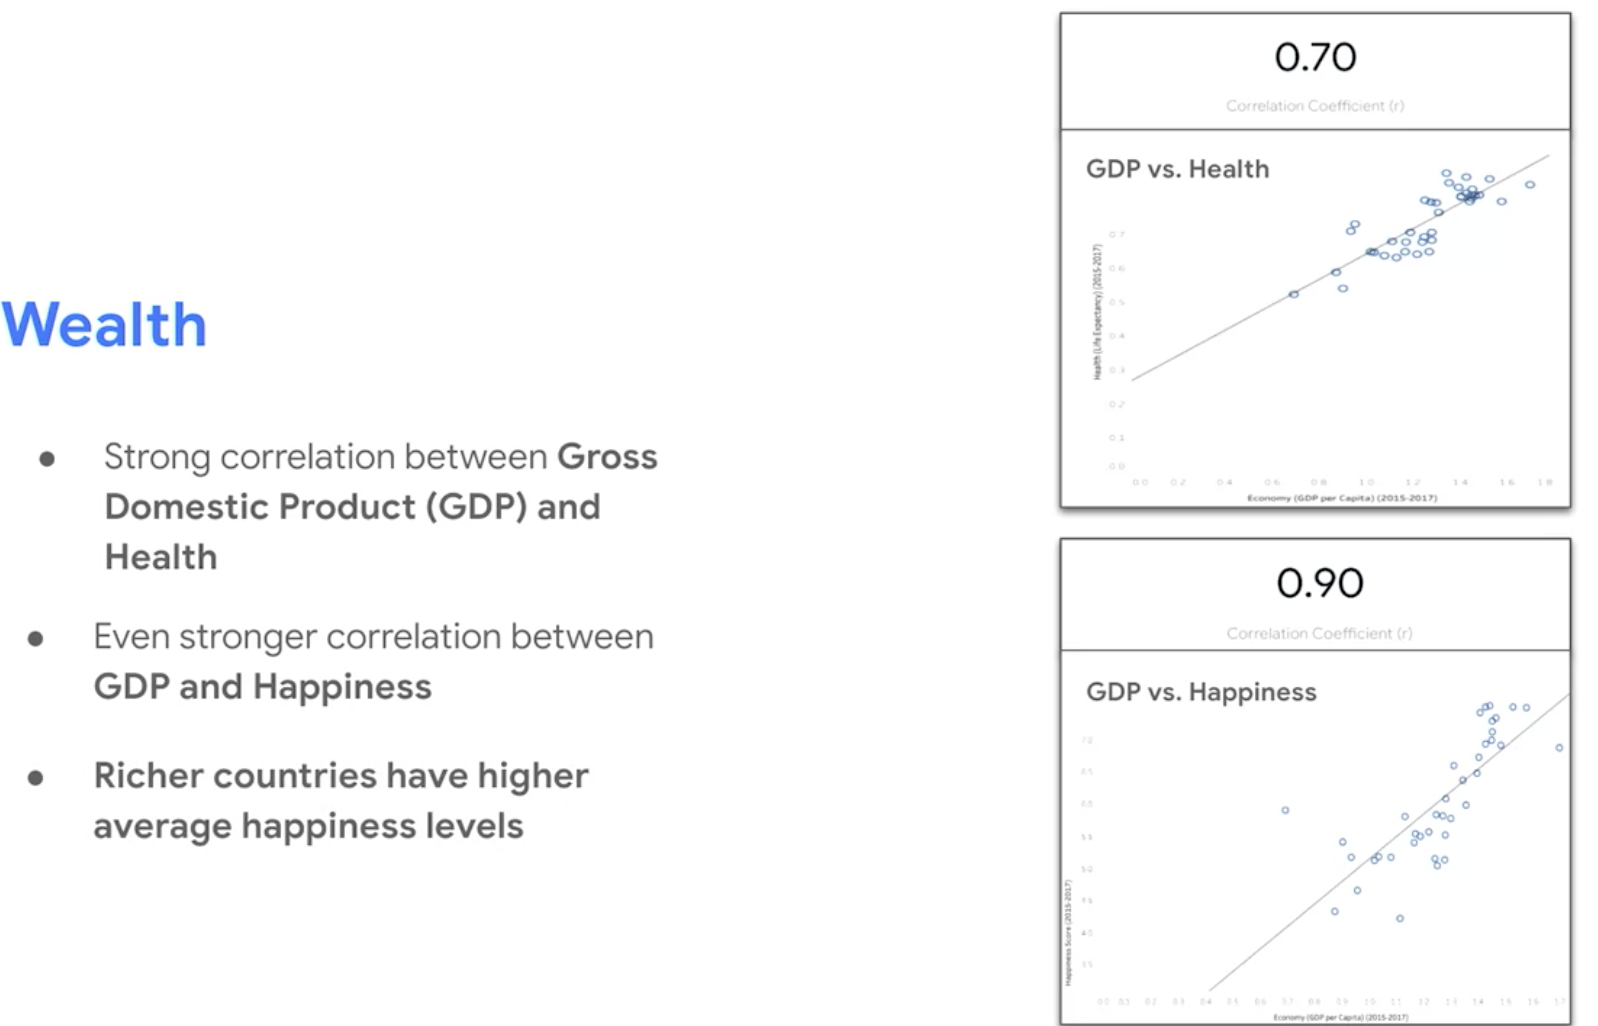 Wealth
● Strong correlation between Gross
Domestic Product (GDP) and
Health
● Even stronger correlation between
GDP and Happiness
● Richer countries have higher
average happiness levels
0.70
Correlation Coefficient (r)
GDP vs. Health
Health (Life Expectancy) (2015-2017)
0.7
0.6
0.5
0.4
0.3
0.2
0.1
0.0 0.2 0.4 0.6 0.8 1.0 1.2 1.4 1.6 1.8
Economy (GDP per Capita) (2015-2017)
0.90
Correlation Coefficient (r)
GDP vs. Happiness
Happiness Score (2015-2017)
Economy (GDP per Capita) (2015-2017)